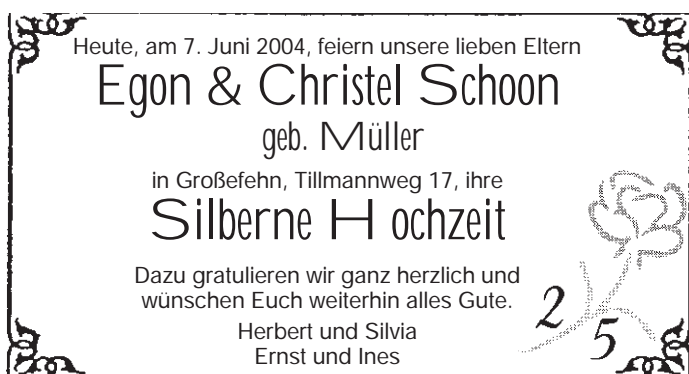 Heute, am 7. Juni 2004, feiern unsere lieben Eltern
Egon & Christel Schoon
geb. Müller
in Großefehn, Tillmannweg 17, ihre
Silberne Hochzeit
Dazu gratulieren wir ganz herzlich und
wünschen Euch weiterhin alles Gute.
Herbert und Silvia
Ernst und Ines
25